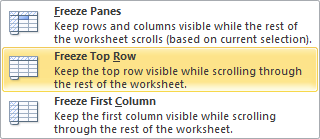 Freeze Panes
Keep rows and columns visible while the rest of
the worksheet scrolls (based on current selection).
Freeze Top Row
Keep the top row visible while scrolling through
the rest of the worksheet.
Freeze First Column
Keep the first column visible while scrolling
through the rest of the worksheet.